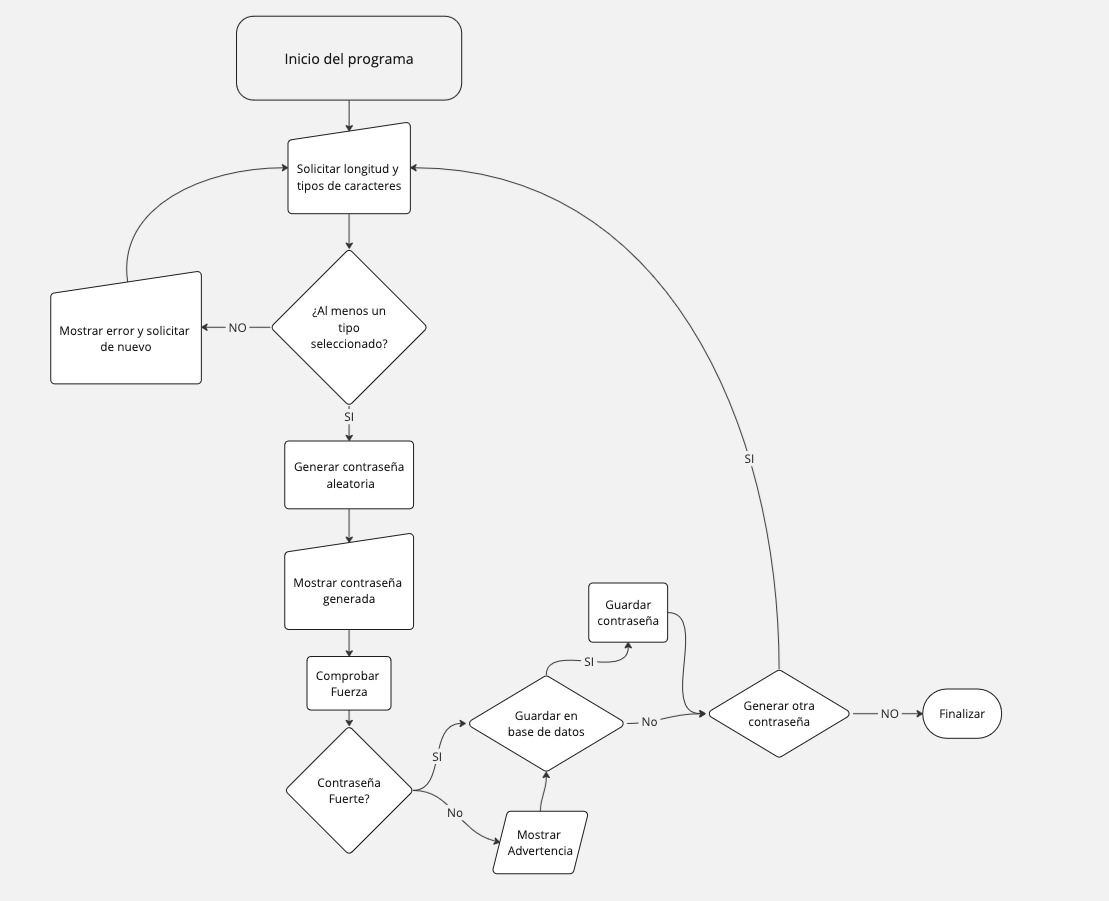 Inicio del programa
Solicitar longitud y
tipos de caracteres
¿Al menos un
tipo
seleccionado?
NO
Mostrar error y solicitar
de nuevo
SI
Generar contraseña
aleatoria
Mostrar contraseña
generada
Comprobar
Fuerza
Contraseña
Fuerte?
SI
No
Mostrar
Advertencia
Guardar en
base de datos
SI
Guardar
contraseña
No
Generar otra
contraseña
SI
NO
Finalizar